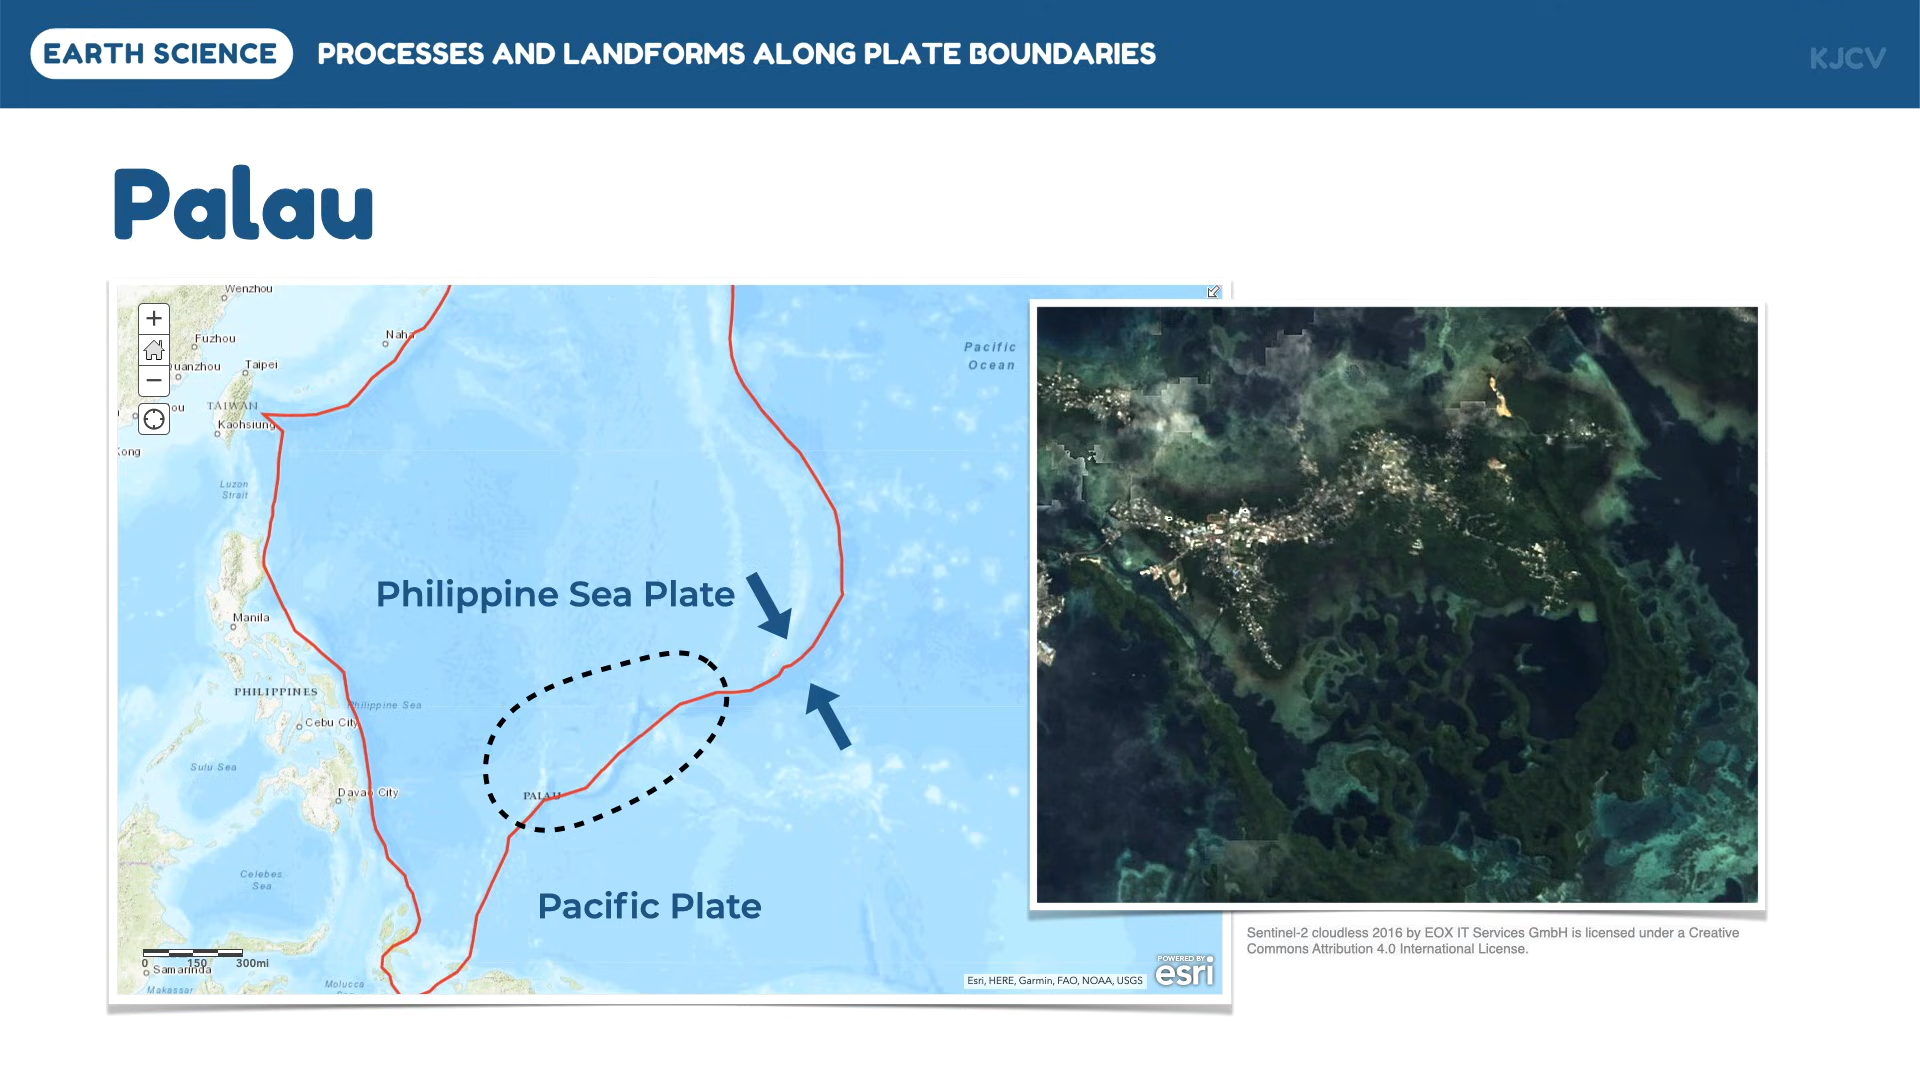 EARTH SCIENCE
PROCESSES AND LANDFORMS ALONG PLATE BOUNDARIES
KJCV
Palau
Wenzhou
Fuzhou
Naha
Pacific
Ocean
uanzhou
Taipei
TAIWAN
ou
Kaohsiung
Kong
Luzon
Strait
Philippine Sea Plate
Manila
PHILIPPINES
Philippine Sea
Cebu City
Sulu Sea
Davao City
PALAU
Celebes
Sea
Pacific Plate
0 150 300mi
Samarinda
Makassar
Molucca
Esri, HERE, Garmin, FAO, NOAA, USGS
POWERED BY
esri
Sentinel-2 cloudless 2016 by EOX IT Services GmbH is licensed under a Creative
Commons Attribution 4.0 International License.